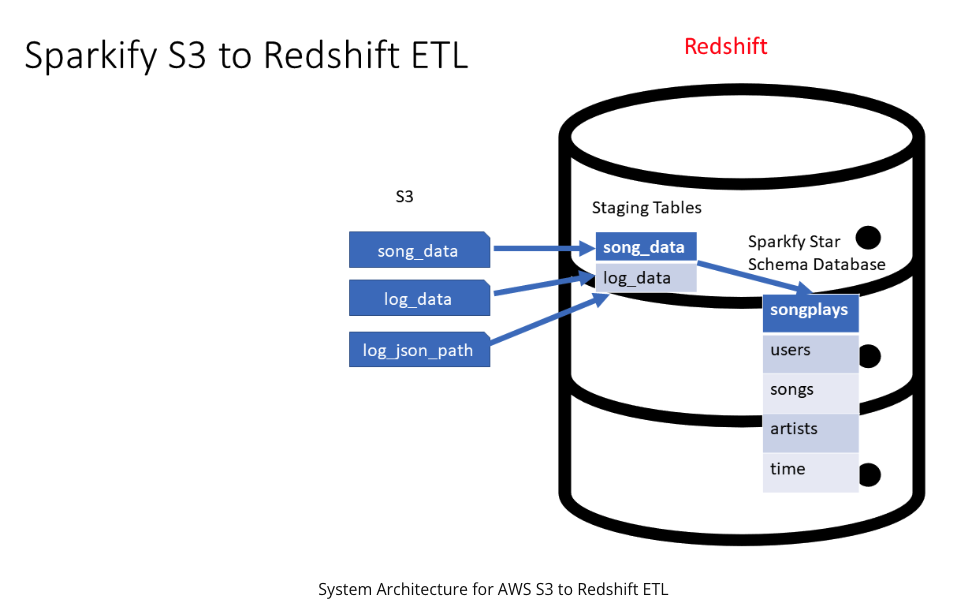 Sparkify S3 to Redshift ETL
Redshift
S3
song_data
log_data
log_json_path
Staging Tables
song_data
log_data
Sparkfy Star
Schema Database
songplays
users
songs
artists
time
System Architecture for AWS S3 to Redshift ETL